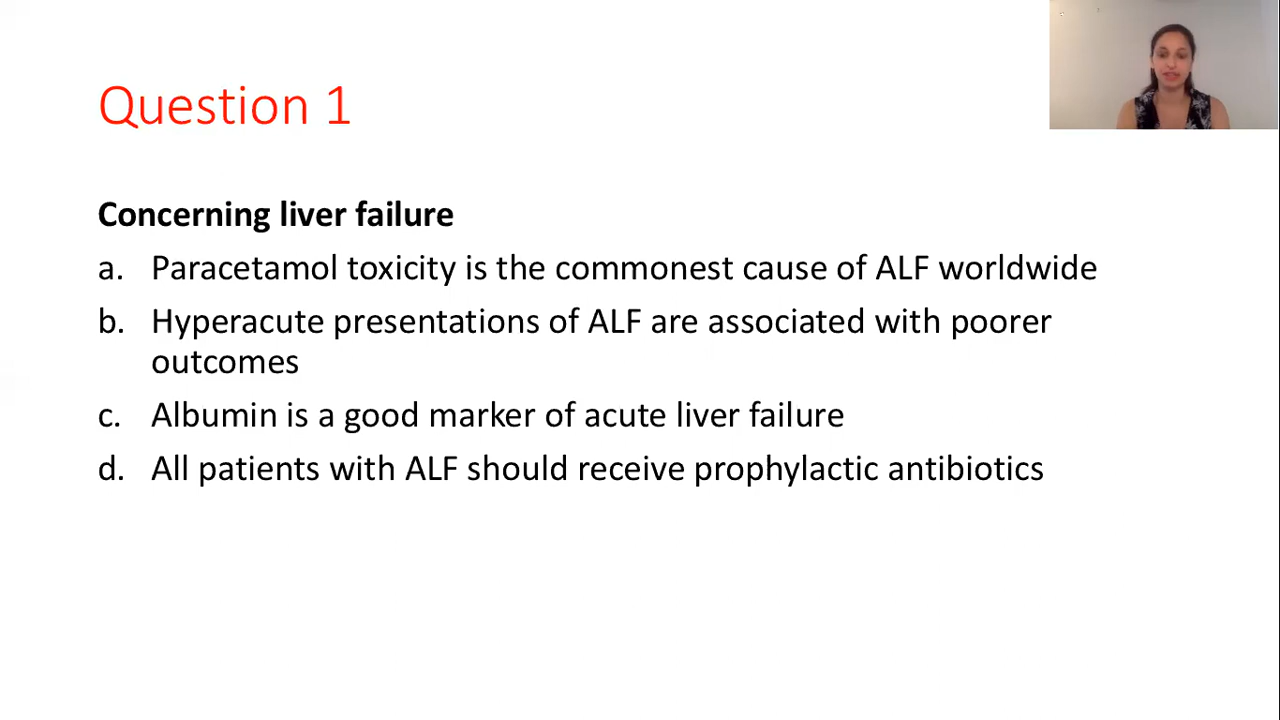 Question 1
Concerning liver failure
a. Paracetamol toxicity is the commonest cause of ALF worldwide
b. Hyperacute presentations of ALF are associated with poorer
outcomes
c. Albumin is a good marker of acute liver failure
d. All patients with ALF should receive prophylactic antibiotics